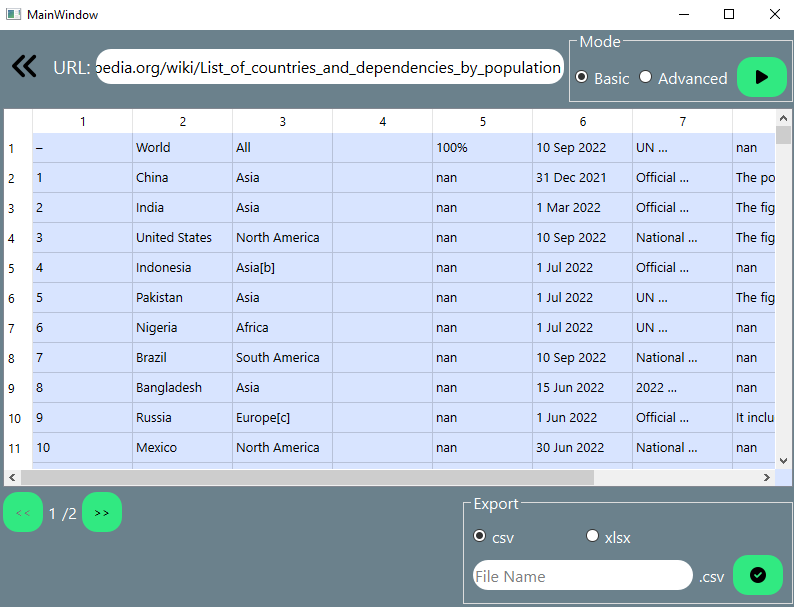 MainWindow
URL: pedia.org/wiki/List_of_countries_and_dependencies_by_population
Mode
Basic Advanced
1 2 3 4 5 6 7
1 – World All 100% 10 Sep 2022 UN ... nan
2 1 China Asia nan 31 Dec 2021 Official ... The po
3 2 India Asia nan 1 Mar 2022 Official ... The fig
4 3 United States North America nan 10 Sep 2022 National ... The fig
5 4 Indonesia Asia[b] nan 1 Jul 2022 Official ... nan
6 5 Pakistan Asia nan 1 Jul 2022 UN ... The fig
7 6 Nigeria Africa nan 1 Jul 2022 UN ... nan
8 7 Brazil South America nan 10 Sep 2022 National ... nan
9 8 Bangladesh Asia nan 15 Jun 2022 2022 ... nan
10 9 Russia Europe[c] nan 1 Jun 2022 Official ... It inclu
11 10 Mexico North America nan 30 Jun 2022 National ... nan
<< 1 /2 >>
Export
csv xlsx
File Name .csv